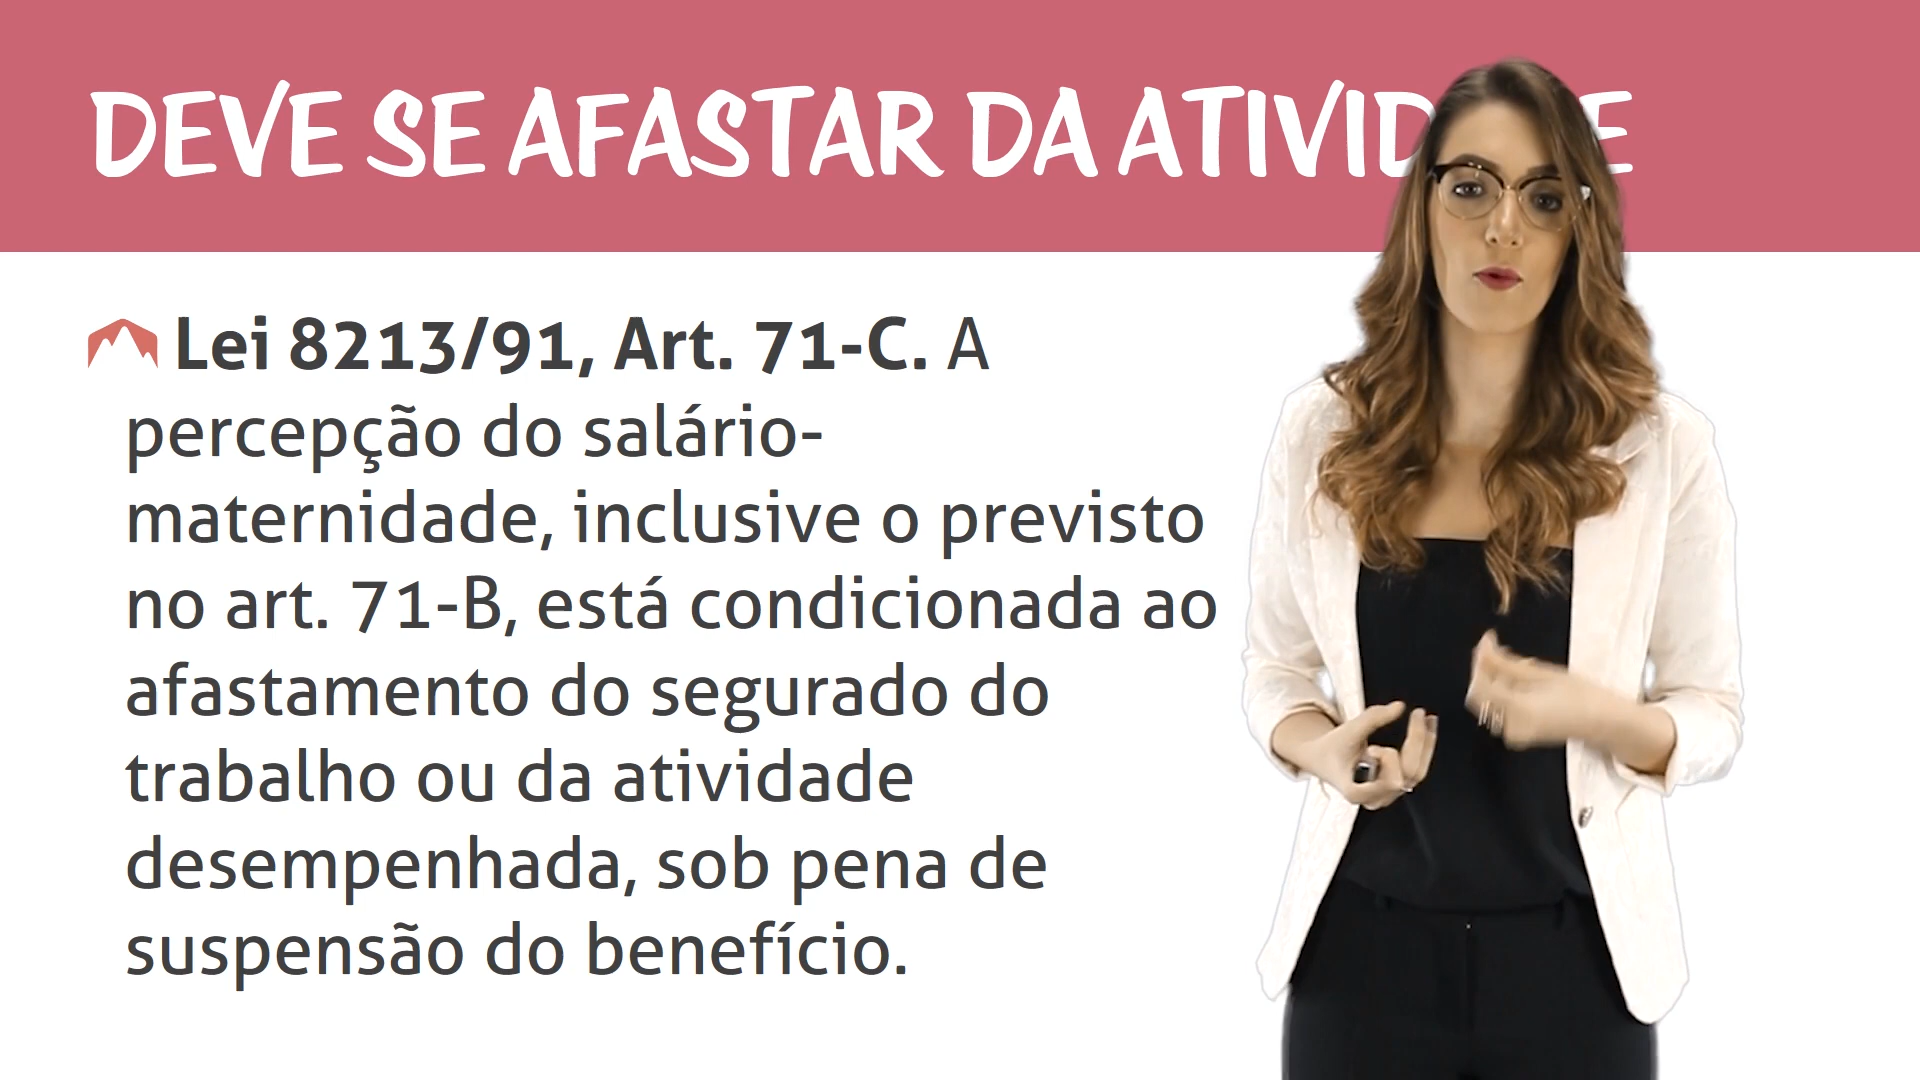 DEVE SE AFASTAR DA
Lei 8213/91, Art. 71-C. A
percepção do salário-
maternidade, inclusive o previsto
no art. 71-B, está condicionada ao
afastamento do segurado do
trabalho ou da atividade
desempenhada, sob pena de
suspensão do benefício.